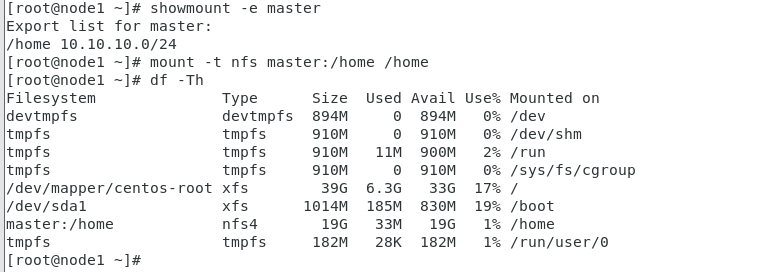 [root@node1 ~]# showmount -e master
Export list for master:
/home 10.10.10.0/24
[root@node1 ~]# mount -t nfs master:/home /home
[root@node1 ~]# df -Th
Filesystem              Type      Size  Used Avail Use% Mounted on
devtmpfs                devtmpfs  894M     0  894M   0% /dev
tmpfs                   tmpfs     910M     0  910M   0% /dev/shm
tmpfs                   tmpfs     910M   11M  900M   2% /run
tmpfs                   tmpfs     910M     0  910M   0% /sys/fs/cgroup
/dev/mapper/centos-root xfs        39G  6.3G   33G  17% /
/dev/sda1               xfs      1014M  185M  830M  19% /boot
master:/home            nfs4       19G   33M   19G   1% /home
tmpfs                   tmpfs     182M   28K  182M   1% /run/user/0
[root@node1 ~]#